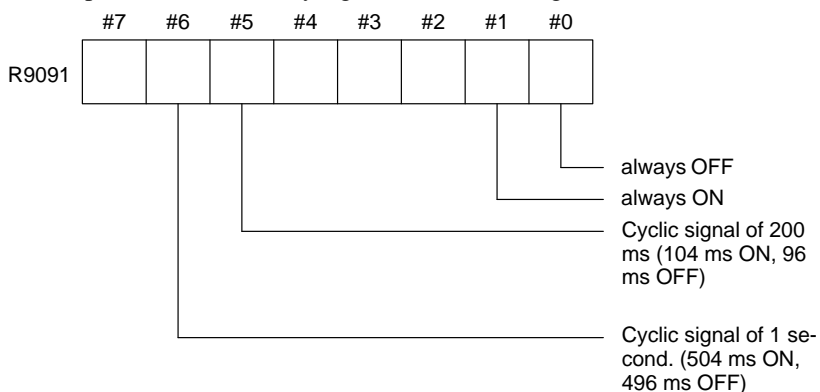 #7 #6 #5 #4 #3 #2 #1 #0
R9091
always OFF
always ON
Cyclic signal of 200
ms (104 ms ON, 96
ms OFF)
Cyclic signal of 1 se-
cond. (504 ms ON,
496 ms OFF)